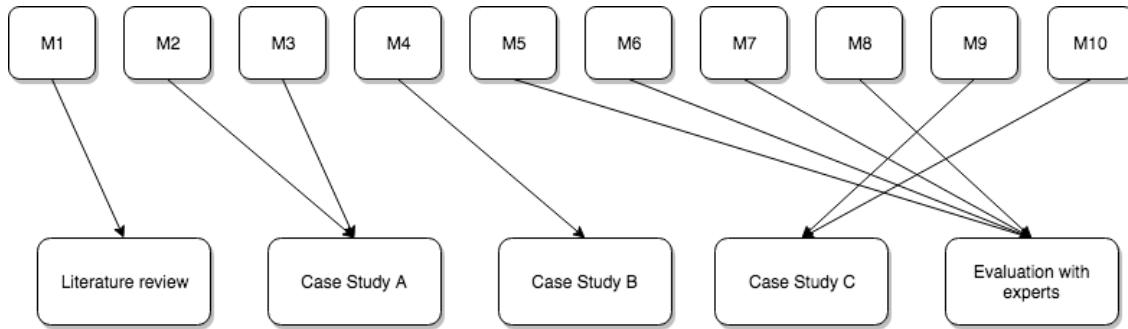 M1
M2
M3
M4
M5
M6
M7
M8
M9
M10
Literature review
Case Study A
Case Study B
Case Study C
Evaluation with
experts